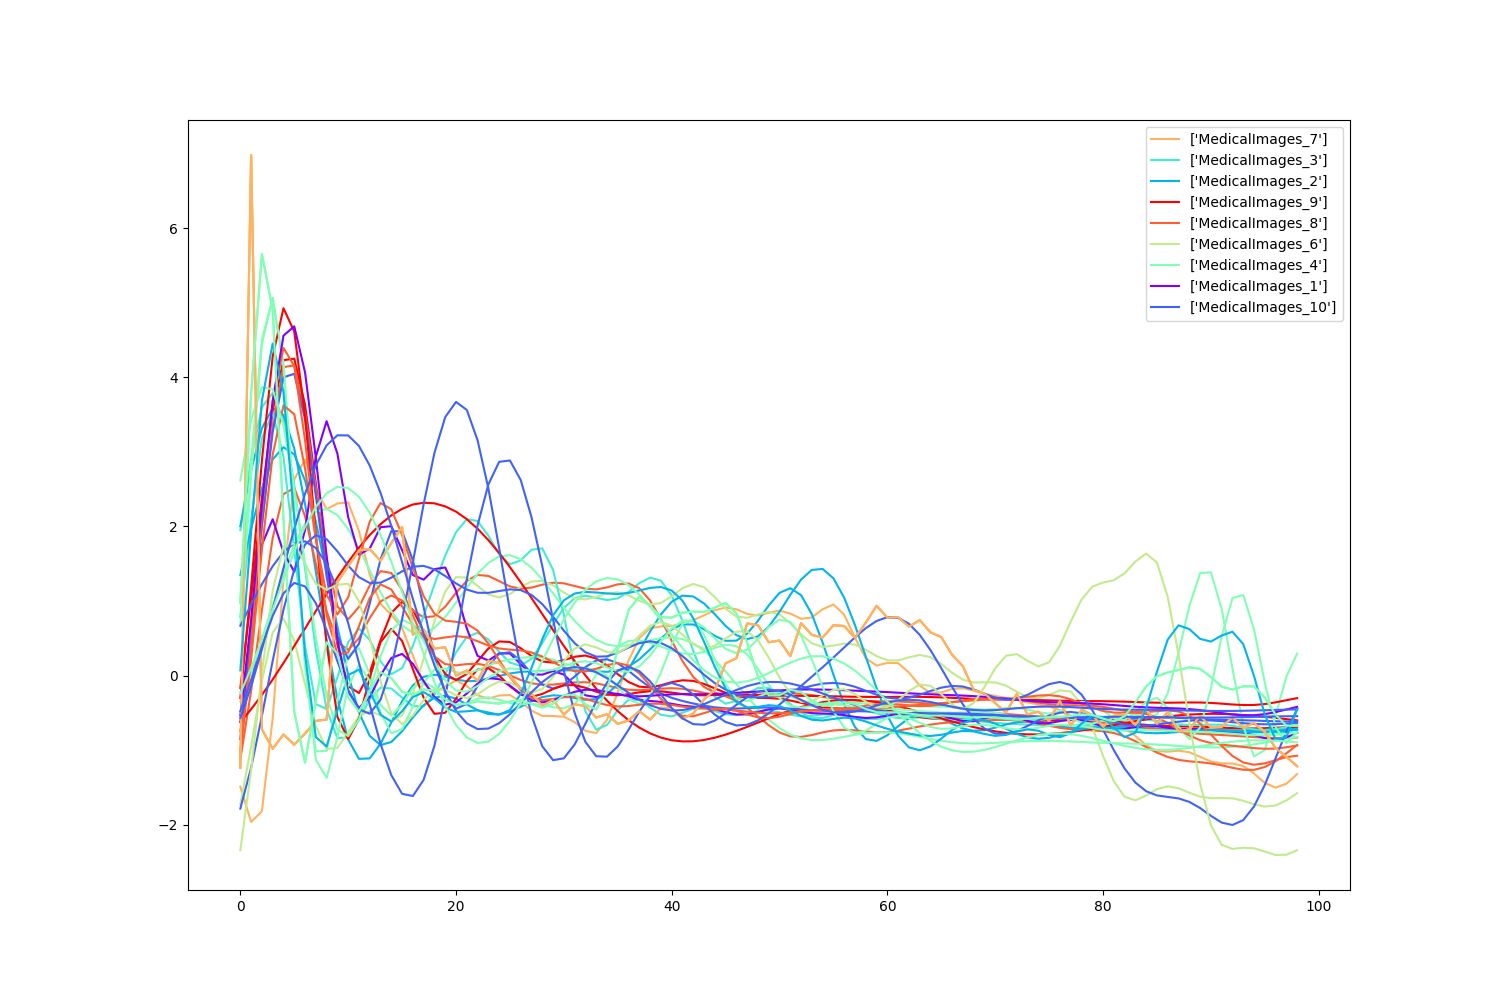 ['MedicalImages_7']
['MedicalImages_3']
['MedicalImages_2']
['MedicalImages_9']
['MedicalImages_8']
['MedicalImages_6']
['MedicalImages_4']
['MedicalImages_1']
['MedicalImages_10']
6
4
2
0
−2
0 20 40 60 80 100